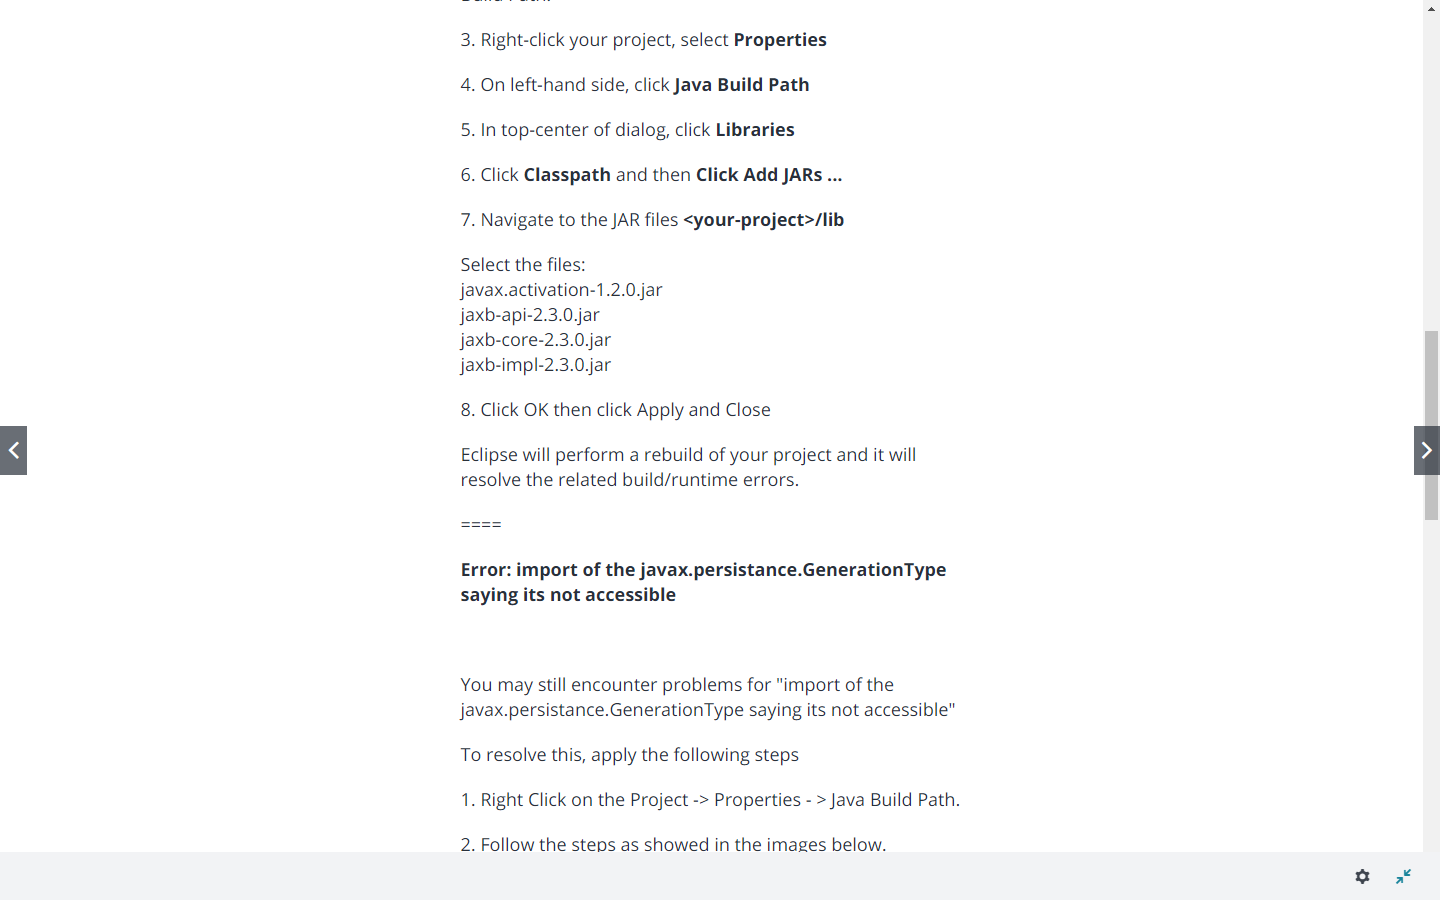 3. Right-click your project, select Properties
4. On left-hand side, click Java Build Path
5. In top-center of dialog, click Libraries
6. Click Classpath and then Click Add JARs ...
7. Navigate to the JAR files <your-project>/lib
Select the files:
javax.activation-1.2.0.jar
jaxb-api-2.3.0.jar
jaxb-core-2.3.0.jar
jaxb-impl-2.3.0.jar
8. Click OK then click Apply and Close
Eclipse will perform a rebuild of your project and it will
resolve the related build/runtime errors.
====
Error: import of the javax.persistance.GenerationType
saying its not accessible
You may still encounter problems for "import of the
javax.persistance.GenerationType saying its not accessible"
To resolve this, apply the following steps
1. Right Click on the Project -> Properties - > Java Build Path.
2. Follow the steps as showed in the images below.